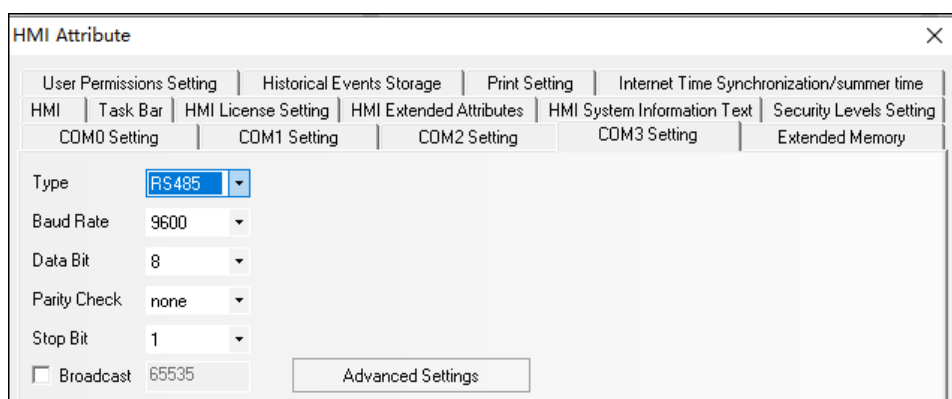 HMI Attribute
User Permissions Setting Historical Events Storage Print Setting Internet Time Synchronization/summer time
HMI Task Bar HMI License Setting HMI Extended Attributes HMI System Information Text Security Levels Setting
COM0 Setting COM1 Setting COM2 Setting COM3 Setting Extended Memory
Type RS485
Baud Rate 9600
Data Bit 8
Parity Check none
Stop Bit 1
Broadcast 65535 Advanced Settings